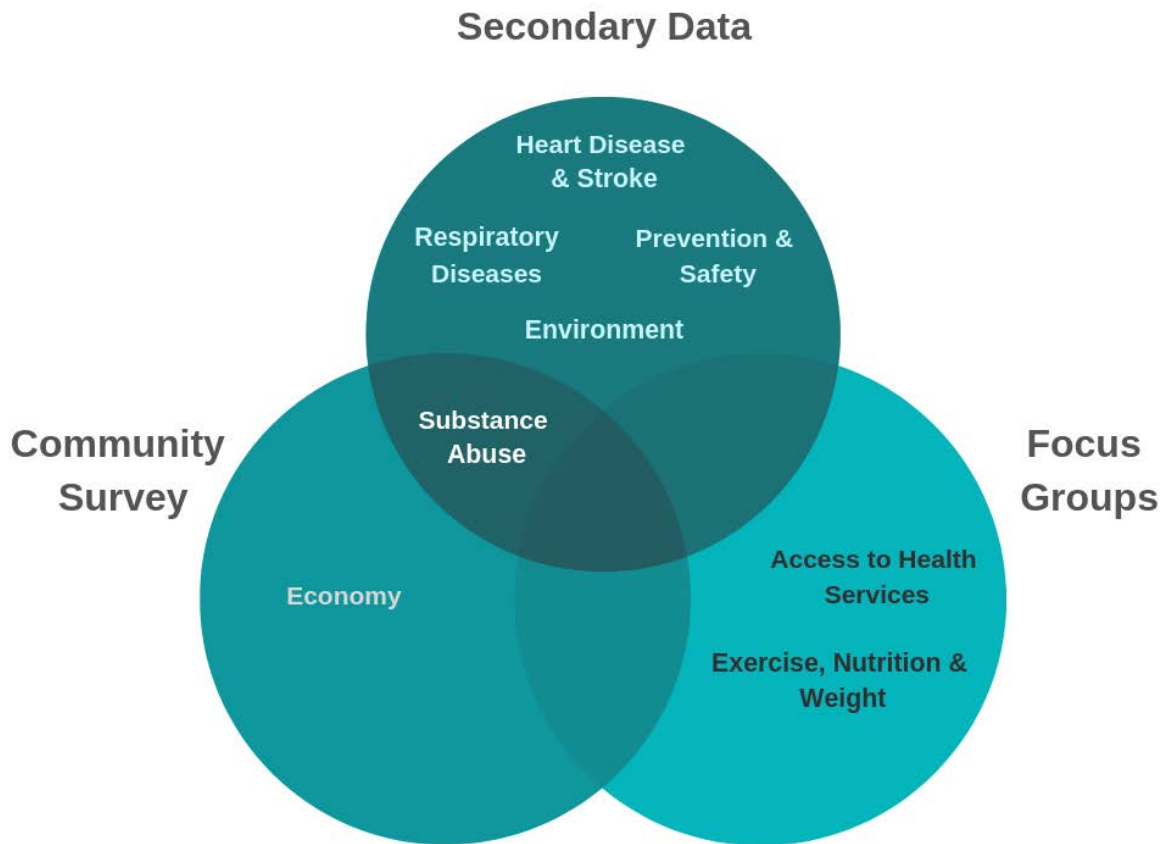 Secondary Data
Heart Disease
& Stroke
Respiratory
Diseases
Prevention &
Safety
Environment
Substance
Abuse
Community
Survey
Focus
Groups
Economy
Access to Health
Services
Exercise, Nutrition &
Weight